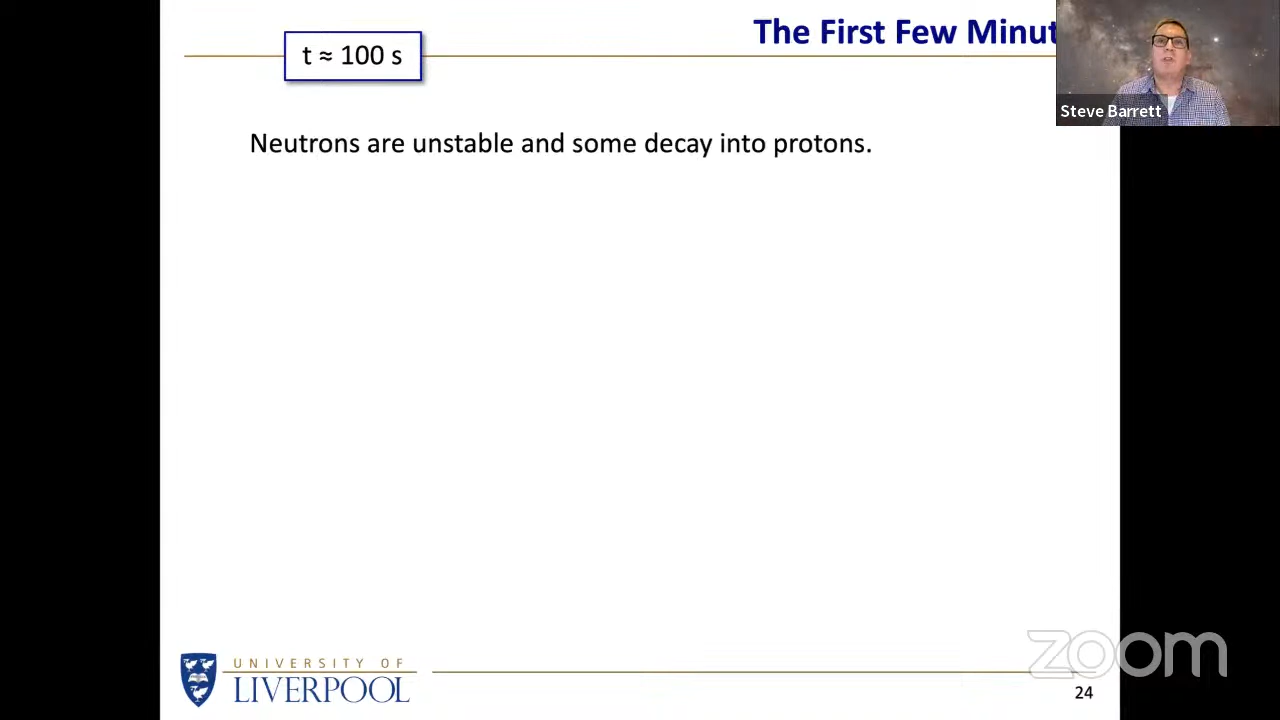 The First Few Minut
t ≈ 100 s
Steve Barrett
Neutrons are unstable and some decay into protons.
UNIVERSITY OF
LIVERPOOL
zoom
24